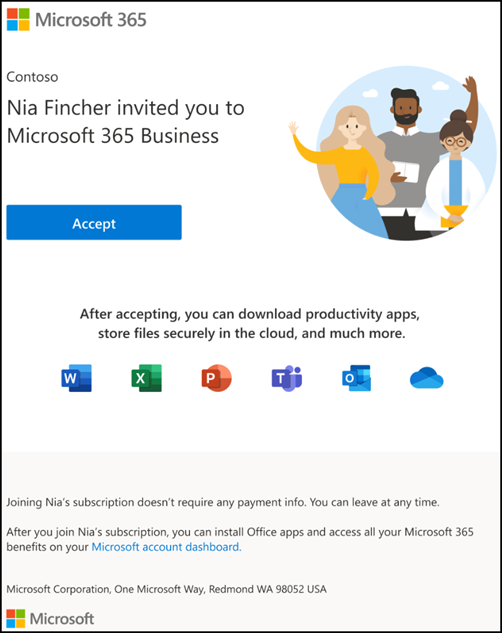 Microsoft 365
Contoso
Nia Fincher invited you to
Microsoft 365 Business
Accept
After accepting, you can download productivity apps,
store files securely in the cloud, and much more.
W X P T O
Joining Nia's subscription doesn't require any payment info. You can leave at any time.
After you join Nia's subscription, you can install Office apps and access all your Microsoft 365
benefits on your Microsoft account dashboard.
Microsoft Corporation, One Microsoft Way, Redmond WA 98052 USA
Microsoft